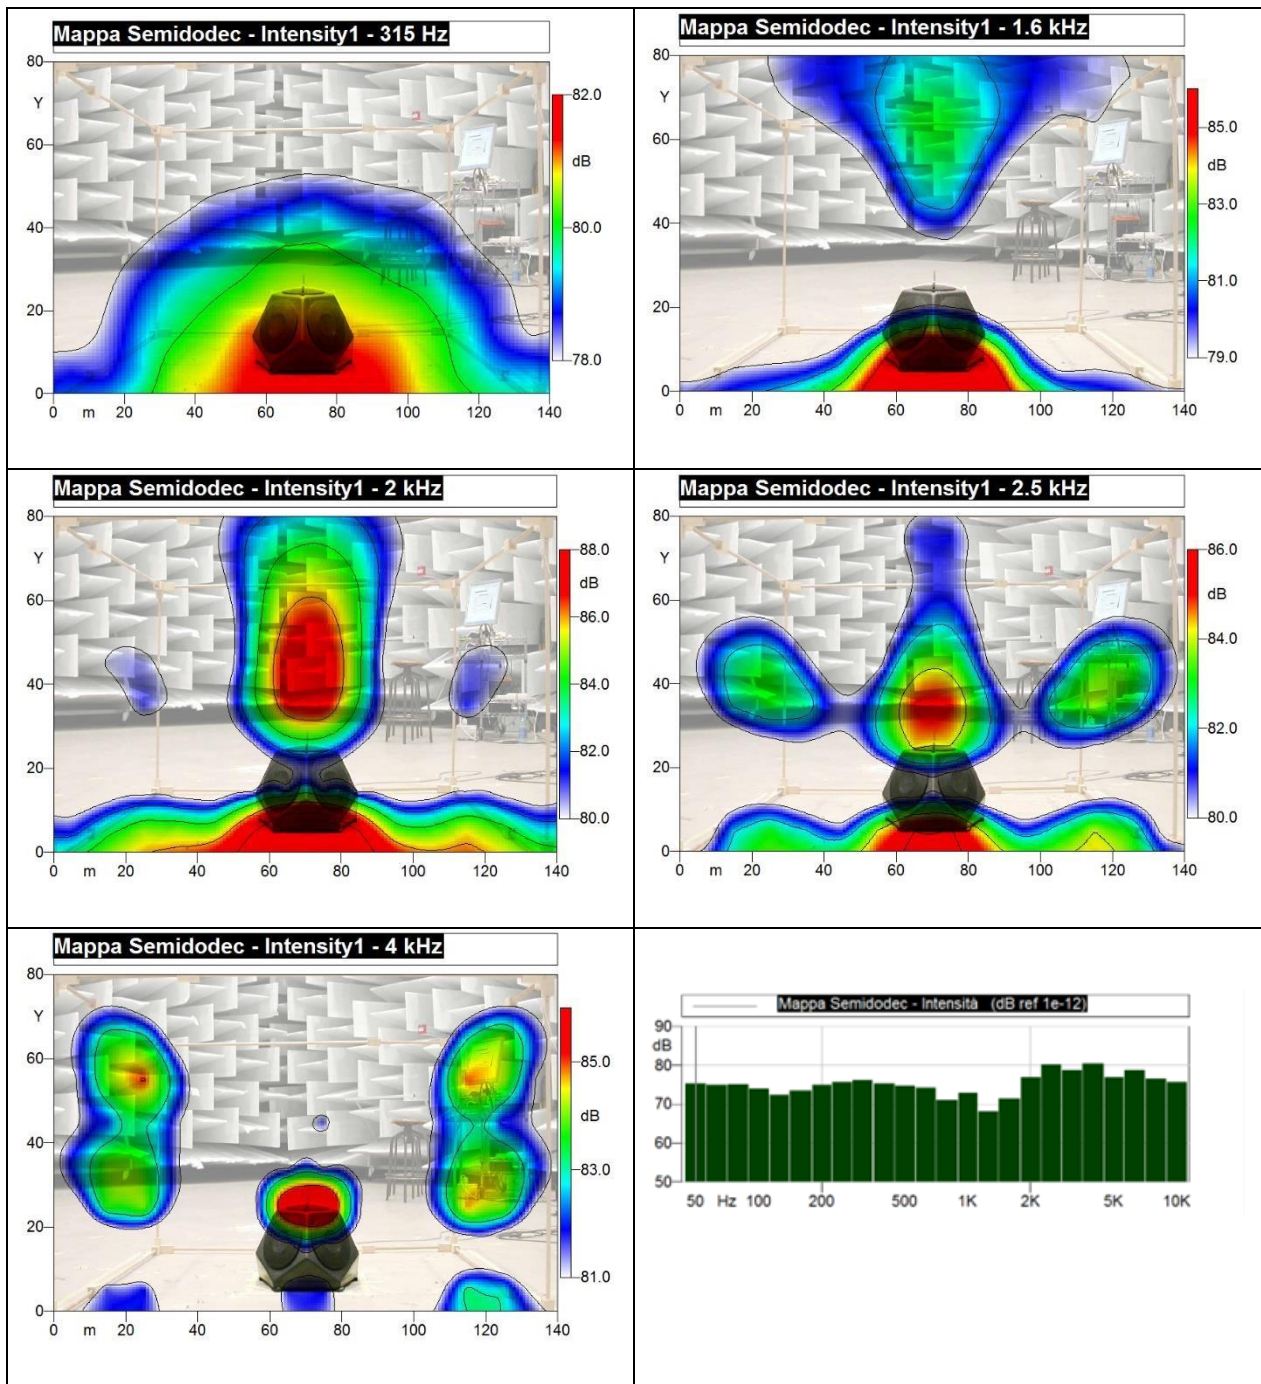 Mappa Semidodec - Intensity1 - 315 Hz
80
Y
60
40
20
0
0 m 20 40 60 80 100 120 140
82.0
dB
80.0
78.0
Mappa Semidodec - Intensity1 - 1.6 kHz
80
Y
60
40
20
0
0 m 20 40 60 80 100 120 140
85.0
dB
83.0
81.0
79.0
Mappa Semidodec - Intensity1 - 2 kHz
80
Y
60
40
20
0
0 m 20 40 60 80 100 120 140
88.0
dB
86.0
84.0
82.0
80.0
Mappa Semidodec - Intensity1 - 2.5 kHz
80
Y
60
40
20
0
0 m 20 40 60 80 100 120 140
86.0
dB
84.0
82.0
80.0
Mappa Semidodec - Intensity1 - 4 kHz
80
Y
60
40
20
0
0 m 20 40 60 80 100 120 140
85.0
dB
83.0
81.0
Mappa Semidodec - Intensità (dB ref 1e-12)
90
dB
80
70
60
50
50 Hz 100 200 500 1K 2K 5K 10K